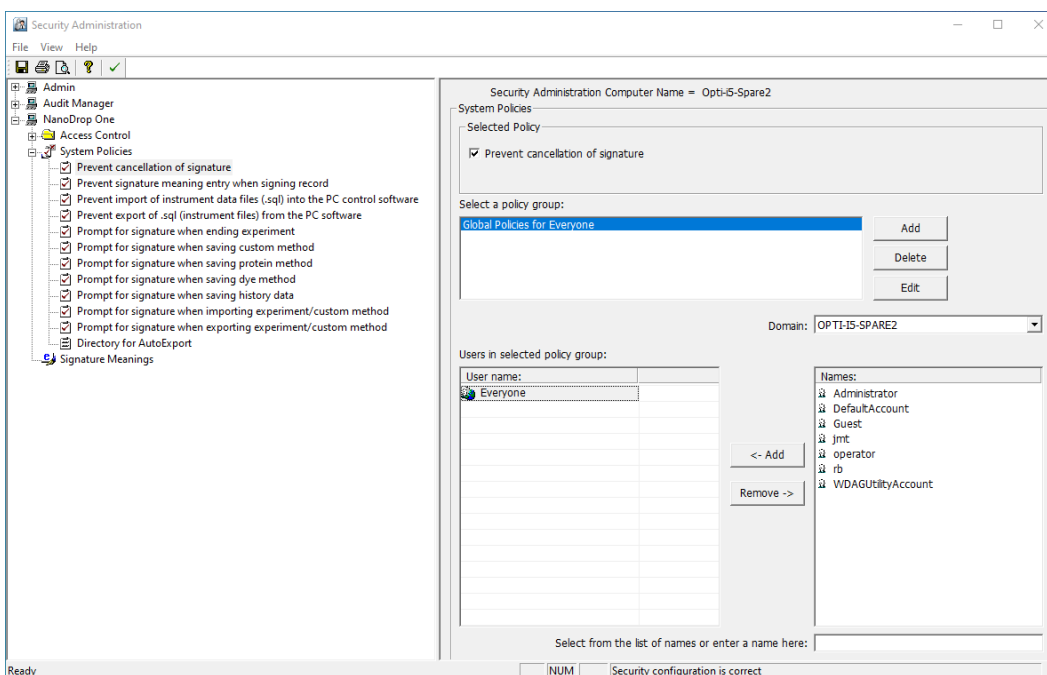 Security Administration
File View Help
Admin
Audit Manager
NanoDrop One
Access Control
System Policies
Prevent cancellation of signature
Prevent signature meaning entry when signing record
Prevent import of instrument data files (.sql) into the PC control software
Prevent export of .sql (instrument files) from the PC software
Prompt for signature when ending experiment
Prompt for signature when saving custom method
Prompt for signature when saving protein method
Prompt for signature when saving dye method
Prompt for signature when saving history data
Prompt for signature when importing experiment/custom method
Prompt for signature when exporting experiment/custom method
Directory for AutoExport
Signature Meanings
Security Administration Computer Name = Opti-i5-Spare2
System Policies
Selected Policy
Prevent cancellation of signature
Select a policy group:
Global Policies for Everyone
Add
Delete
Edit
Domain: OPTI-I5-SPARE2
Users in selected policy group:
User name:
Everyone
<- Add
Remove ->
Names:
Administrator
DefaultAccount
Guest
jmt
operator
rb
WDAGUtilityAccount
Select from the list of names or enter a name here:
Ready NUM Security configuration is correct